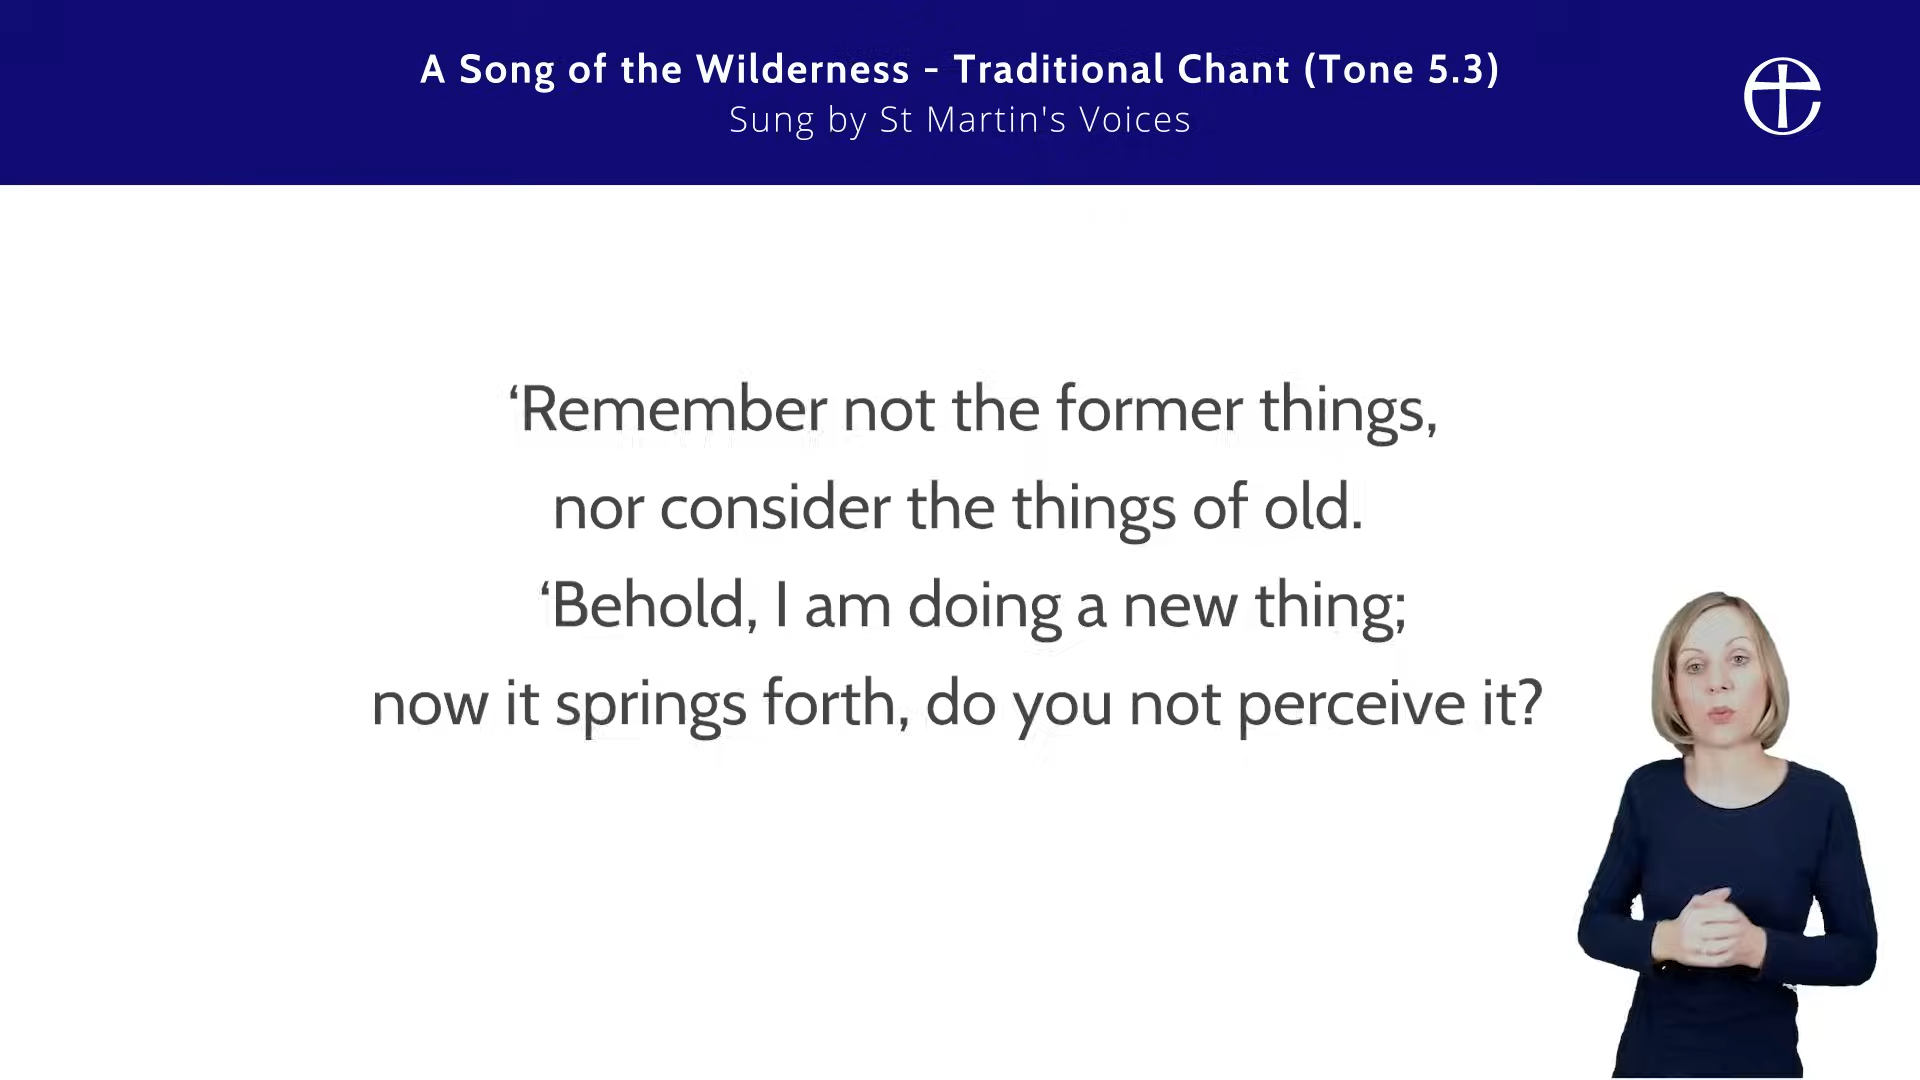 A Song of the Wilderness - Traditional Chant (Tone 5.3)
Sung by St Martin's Voices
‘Remember not the former things,
nor consider the things of old.
‘Behold, I am doing a new thing;
now it springs forth, do you not perceive it?